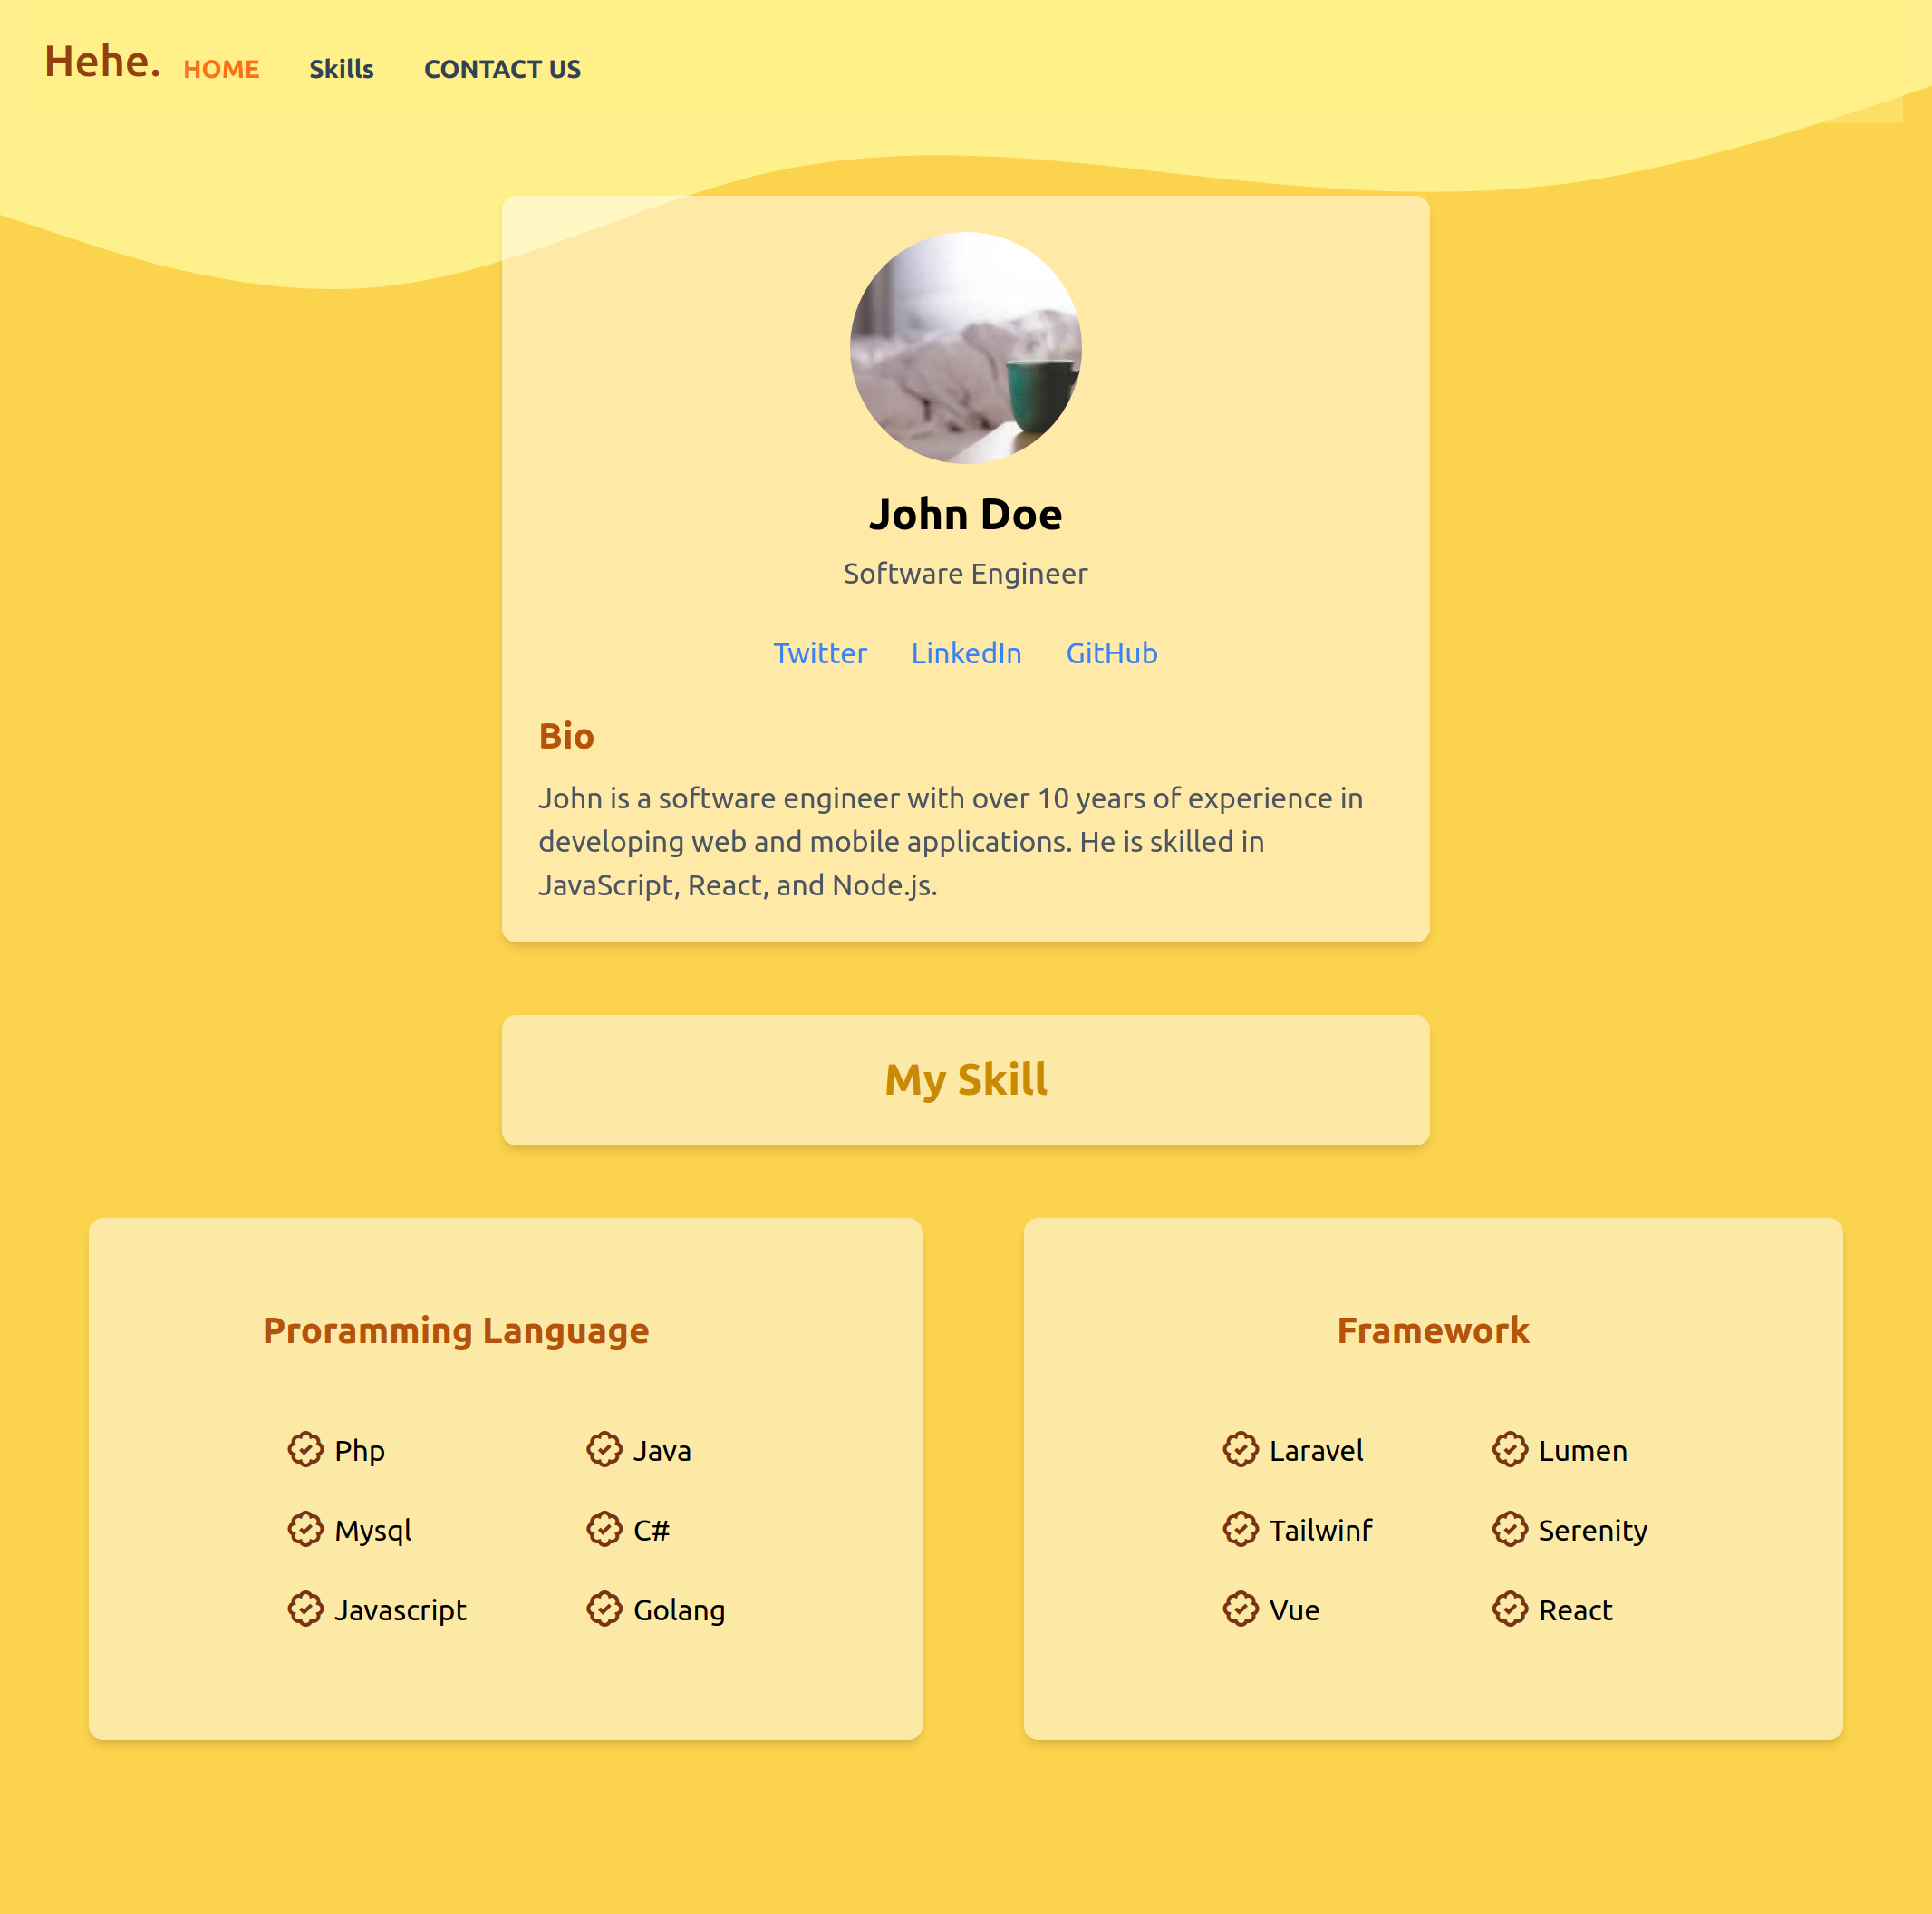 Hehe. HOME Skills CONTACT US
John Doe
Software Engineer
Twitter LinkedIn GitHub
Bio
John is a software engineer with over 10 years of experience in
developing web and mobile applications. He is skilled in
JavaScript, React, and Node.js.
My Skill
Proramming Language
Php Java
Mysql C#
Javascript Golang
Framework
Laravel Lumen
Tailwinf Serenity
Vue React